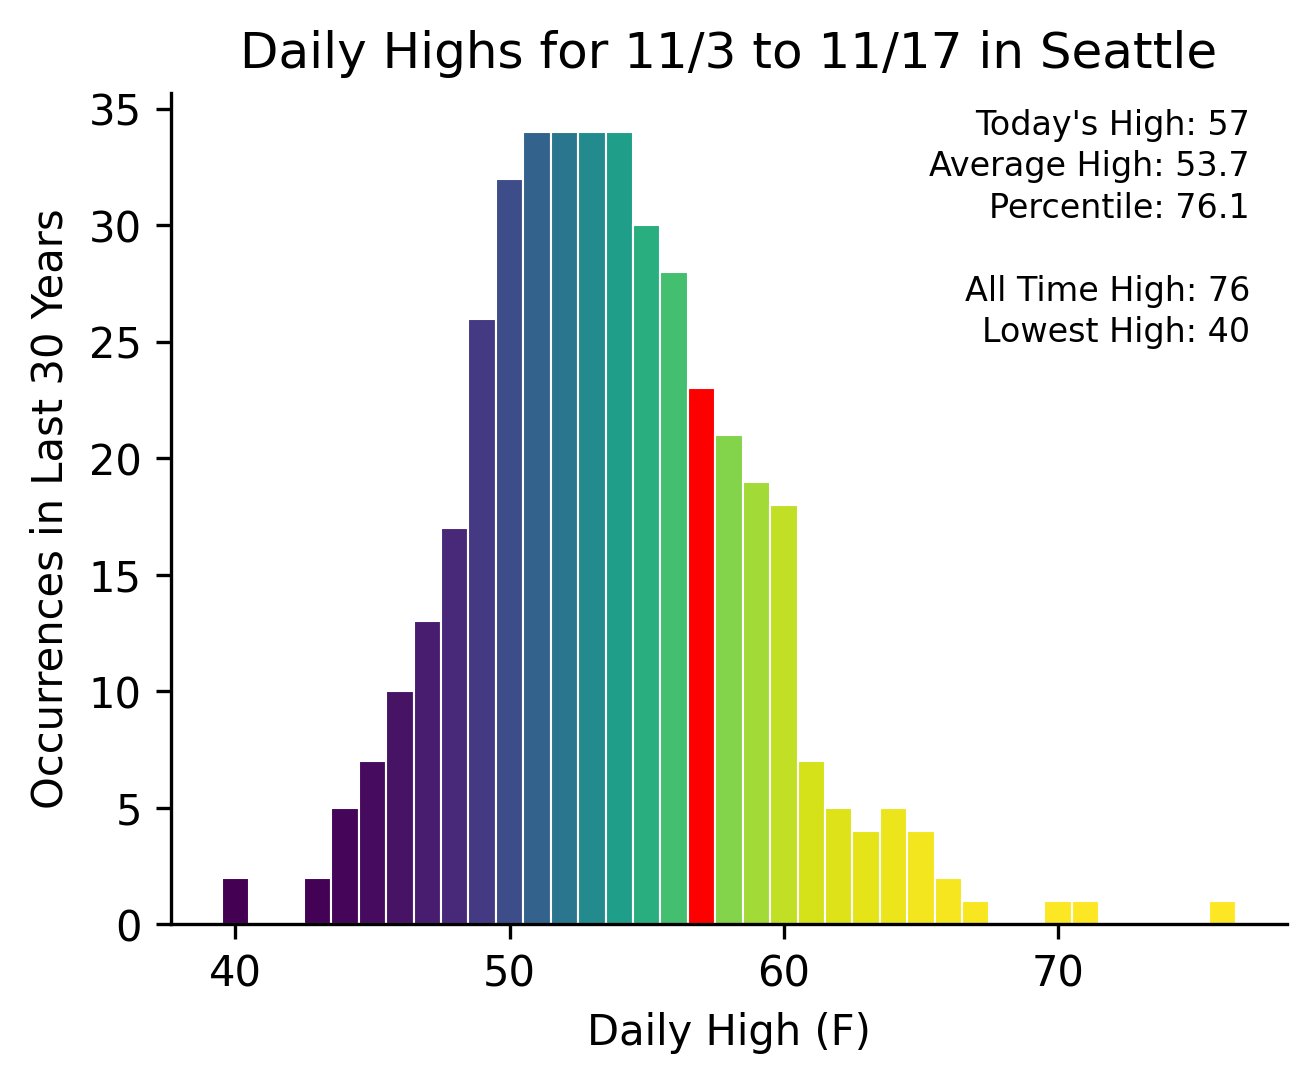 Daily Highs for 11/3 to 11/17 in Seattle
Today's High: 57
Average High: 53.7
Percentile: 76.1
All Time High: 76
Lowest High: 40
Occurrences in Last 30 Years
35
30
25
20
15
10
5
0
40 50 60 70
Daily High (F)